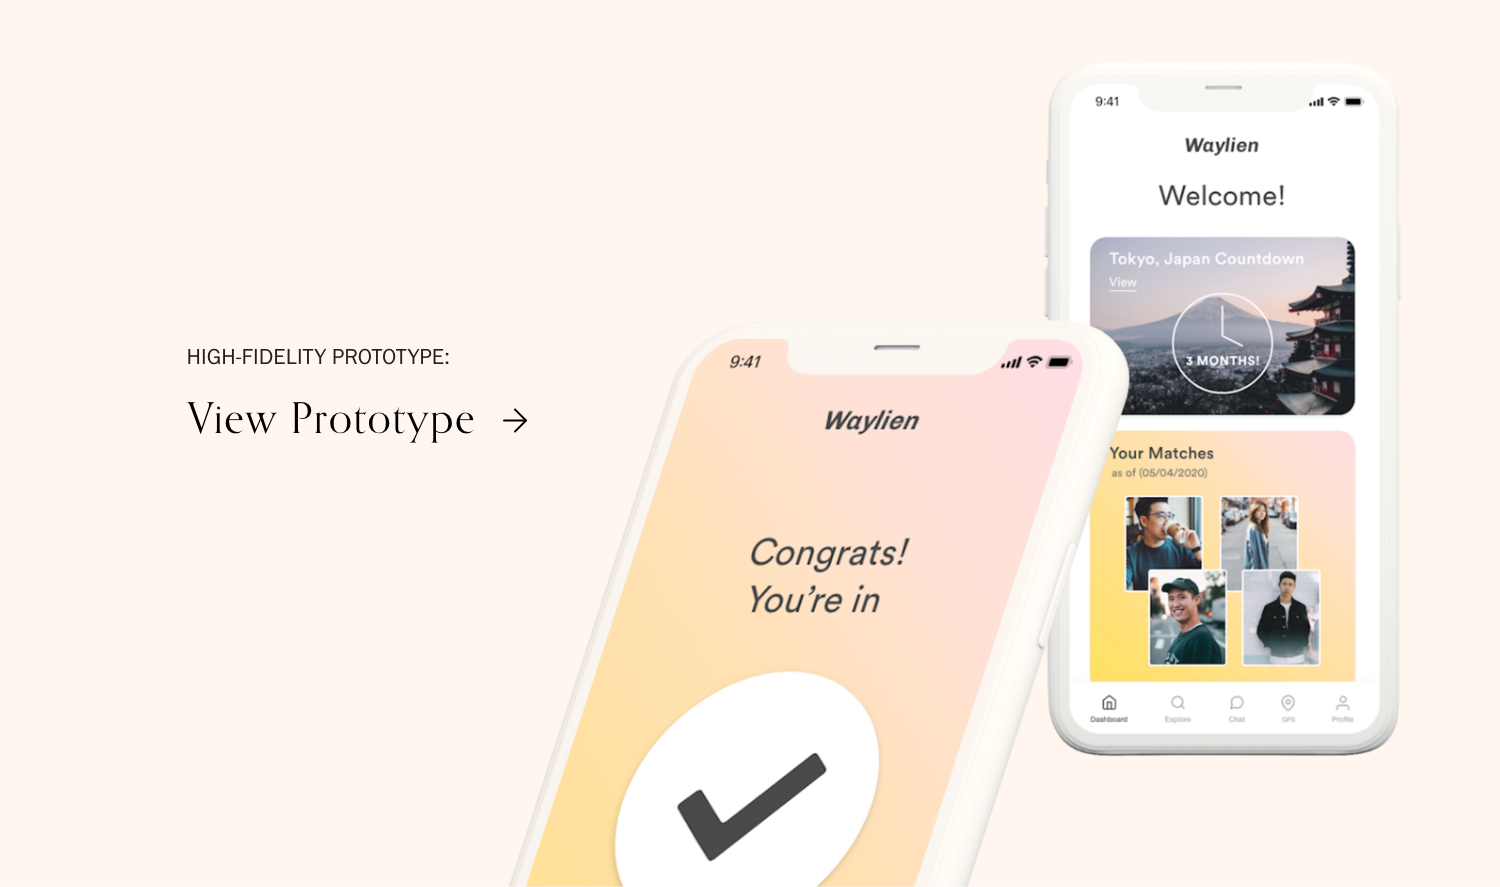 HIGH-FIDELITY PROTOTYPE:
View Prototype →
9:41
Waylien
Congrats!
You're in
9:41
Waylien
Welcome!
Tokyo, Japan Countdown
View
3 MONTHS!
Your Matches
as of (05/04/2020)
Dashboard Explore Chat GPS Profile